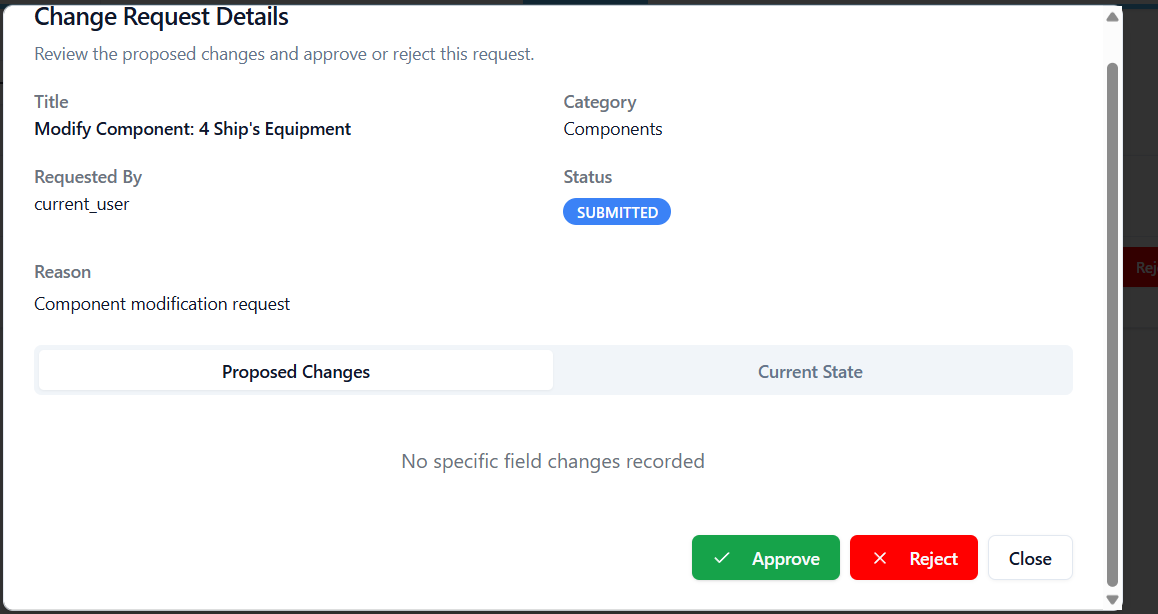 Change Request Details
Review the proposed changes and approve or reject this request.
Title
Modify Component: 4 Ship's Equipment
Category
Components
Requested By
current_user
Status
SUBMITTED
Reason
Component modification request
Proposed Changes
Current State
No specific field changes recorded
Approve
Reject
Close
Rej